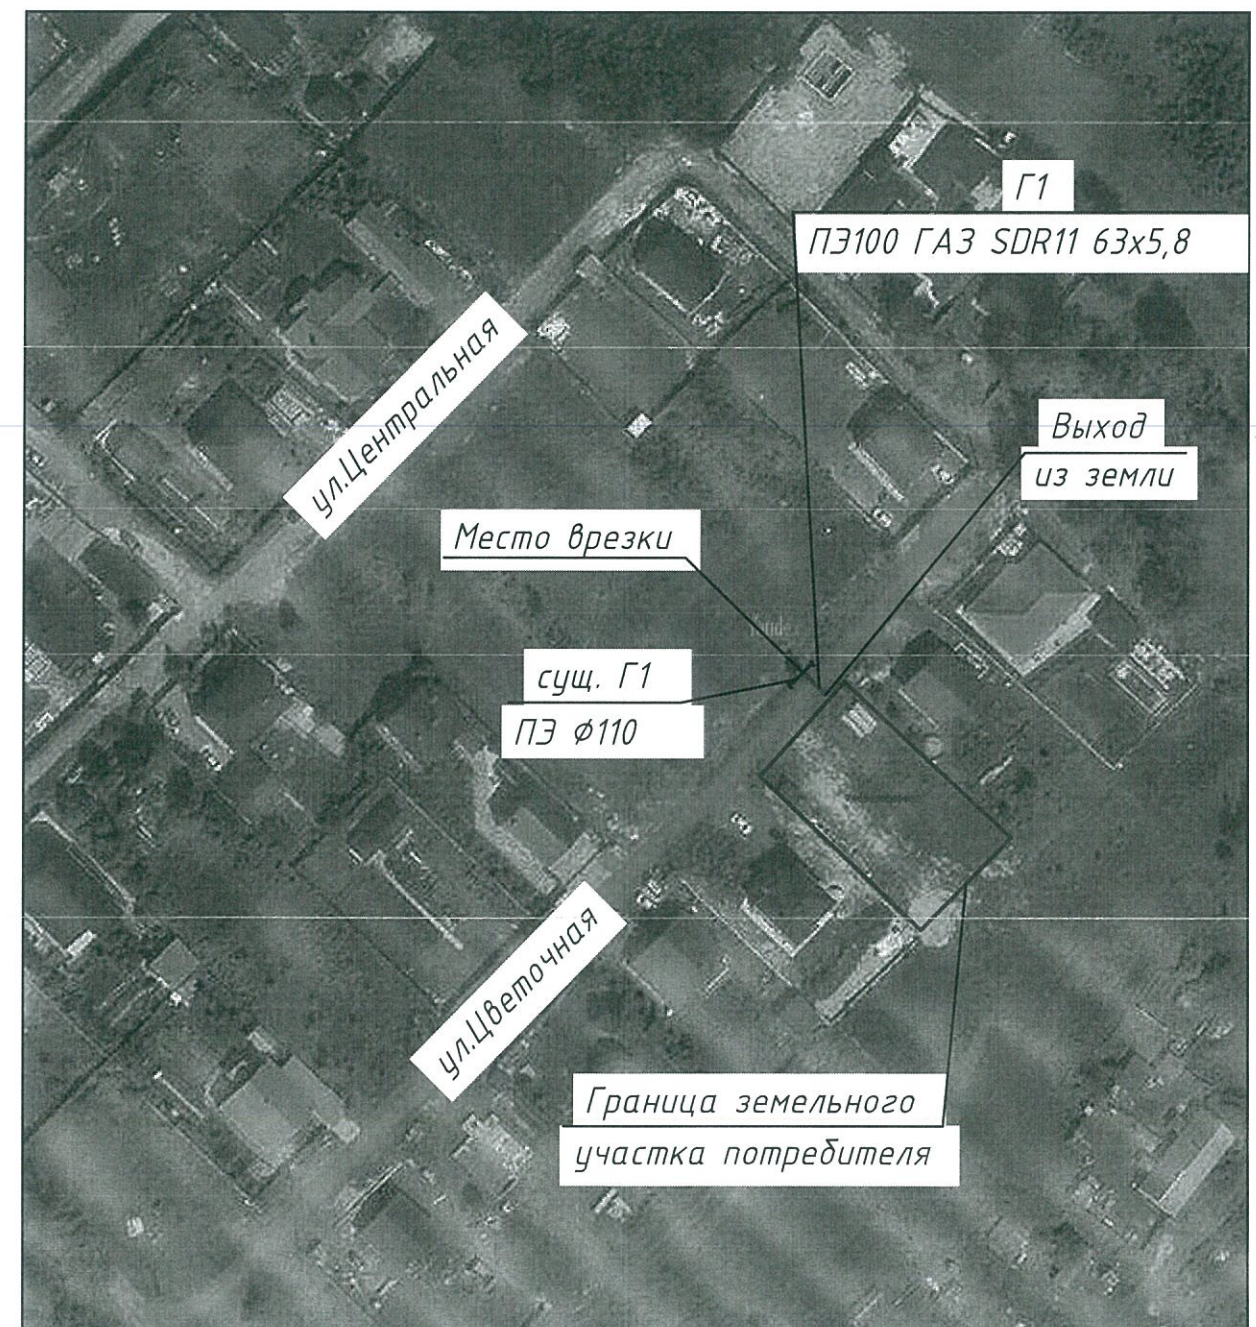 Г1
ПЭ100 ГАЗ SDR11 63х5,8
ул.Центральная
Выход
из земли
Место врезки
сущ. Г1
ПЭ Ф110
ул.Цветочная
Граница земельного
участка потребителя